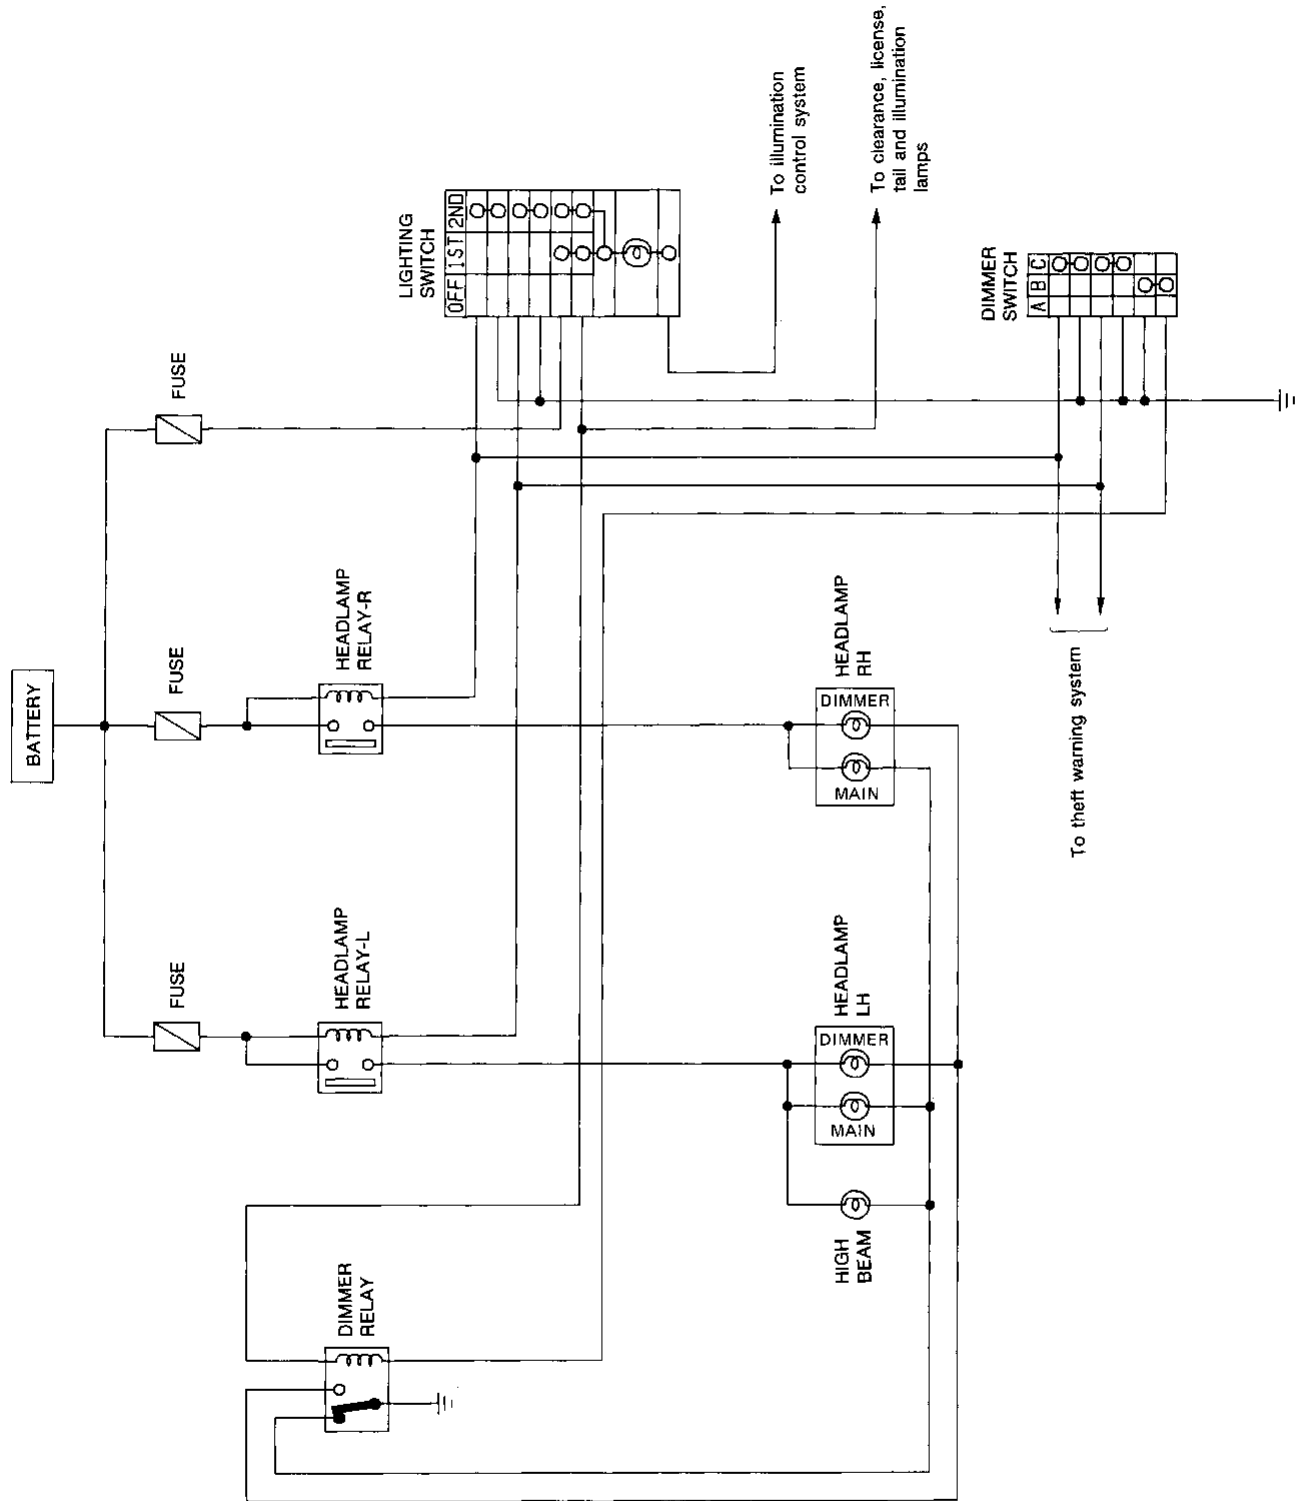 BATTERY
FUSE
FUSE
FUSE
LIGHTING
SWITCH
OFF 1ST 2ND
To illumination
control system
To clearance, license,
tail and illumination
lamps
DIMMER
SWITCH
A B C
HEADLAMP
RELAY-R
HEADLAMP
RELAY-L
DIMMER
RELAY
HEADLAMP
RH
DIMMER
MAIN
HEADLAMP
LH
DIMMER
MAIN
HIGH
BEAM
To theft warning system